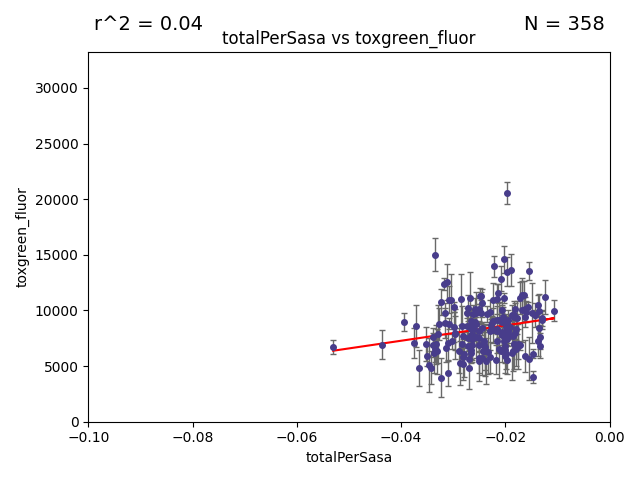 r^2 = 0.04
N = 358
totalPerSasa vs toxgreen_fluor
30000
25000
20000
15000
10000
5000
0
toxgreen_fluor
−0.10
−0.08
−0.06
−0.04
−0.02
0.00
totalPerSasa